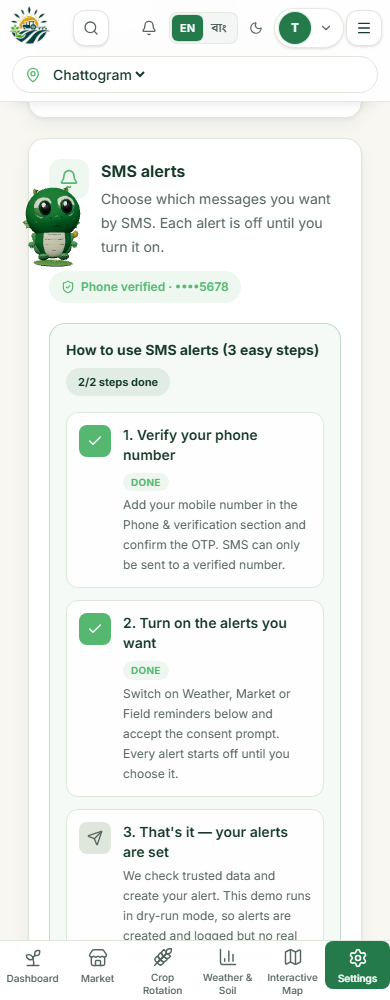 EN
বাং
T
Chattogram
SMS alerts
Choose which messages you want
by SMS. Each alert is off until you
turn it on.
Phone verified · ••••5678
How to use SMS alerts (3 easy steps)
2/2 steps done
1. Verify your phone
number
DONE
Add your mobile number in the
Phone & verification section and
confirm the OTP. SMS can only
be sent to a verified number.
2. Turn on the alerts you
want
DONE
Switch on Weather, Market or
Field reminders below and
accept the consent prompt.
Every alert starts off until you
choose it.
3. That's it — your alerts
are set
We check trusted data and
create your alert. This demo runs
in dry-run mode, so alerts are
created and logged but no real
Dashboard
Market
Crop
Rotation
Weather &
Soil
Interactive
Map
Settings